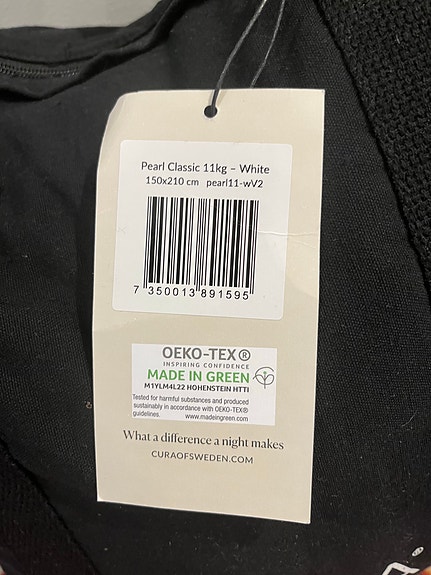 Pearl Classic 11kg – White
150x210 cm pearl11-wV2
7 350013 891595
OEKO-TEX®
INSPIRING CONFIDENCE
MADE IN GREEN
M1YLM4L22 HOHENSTEIN HTTI
Tested for harmful substances and produced
sustainably in accordance with OEKO-TEX®
guidelines. www.madeingreen.com
What a difference a night makes
CURAOFSWEDEN.COM